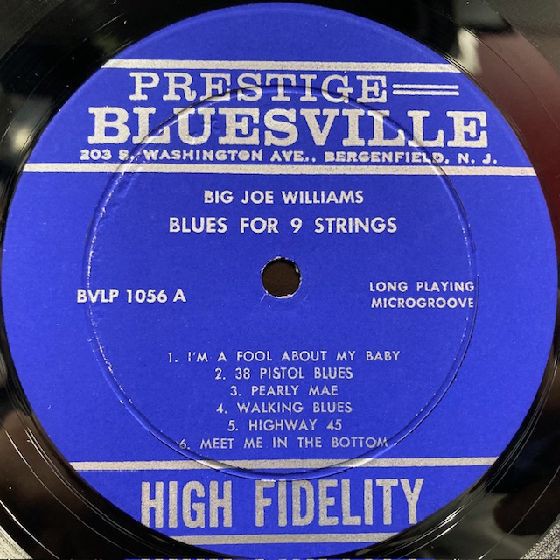 PRESTIGE
BLUESVILLE
203 S. WASHINGTON AVE., BERGENFIELD, N. J.
BIG JOE WILLIAMS
BLUES FOR 9 STRINGS
BVLP 1056 A
LONG PLAYING
MICROGROOVE
1. I'M A FOOL ABOUT MY BABY
2. 38 PISTOL BLUES
3. PEARLY MAE
4. WALKING BLUES
5. HIGHWAY 45
6. MEET ME IN THE BOTTOM
HIGH FIDELITY